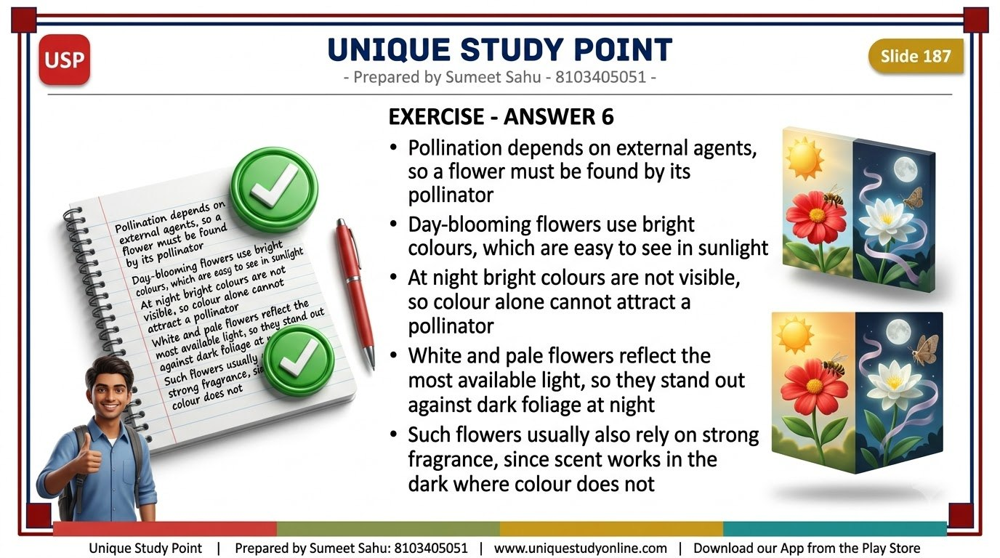 USP
UNIQUE STUDY POINT
- Prepared by Sumeet Sahu - 8103405051 -
Slide 187
EXERCISE - ANSWER 6
• Pollination depends on external agents,
so a flower must be found by its
pollinator
• Day-blooming flowers use bright
colours, which are easy to see in sunlight
• At night bright colours are not visible,
so colour alone cannot attract a
pollinator
• White and pale flowers reflect the
most available light, so they stand out
against dark foliage at night
• Such flowers usually also rely on strong
fragrance, since scent works in the
dark where colour does not
Pollination depends on
external agents, so a
flower must be found
by its pollinator
Day-blooming flowers use bright
colours, which are easy to see in sunlight
At night bright colours are not
visible, so colour alone cannot
attract a pollinator
White and pale flowers reflect the
most available light, so they stand out
against dark foliage at
Such flowers usually
strong fragrance,
colour does not
Unique Study Point | Prepared by Sumeet Sahu: 8103405051 | www.uniquestudyonline.com | Download our App from the Play Store